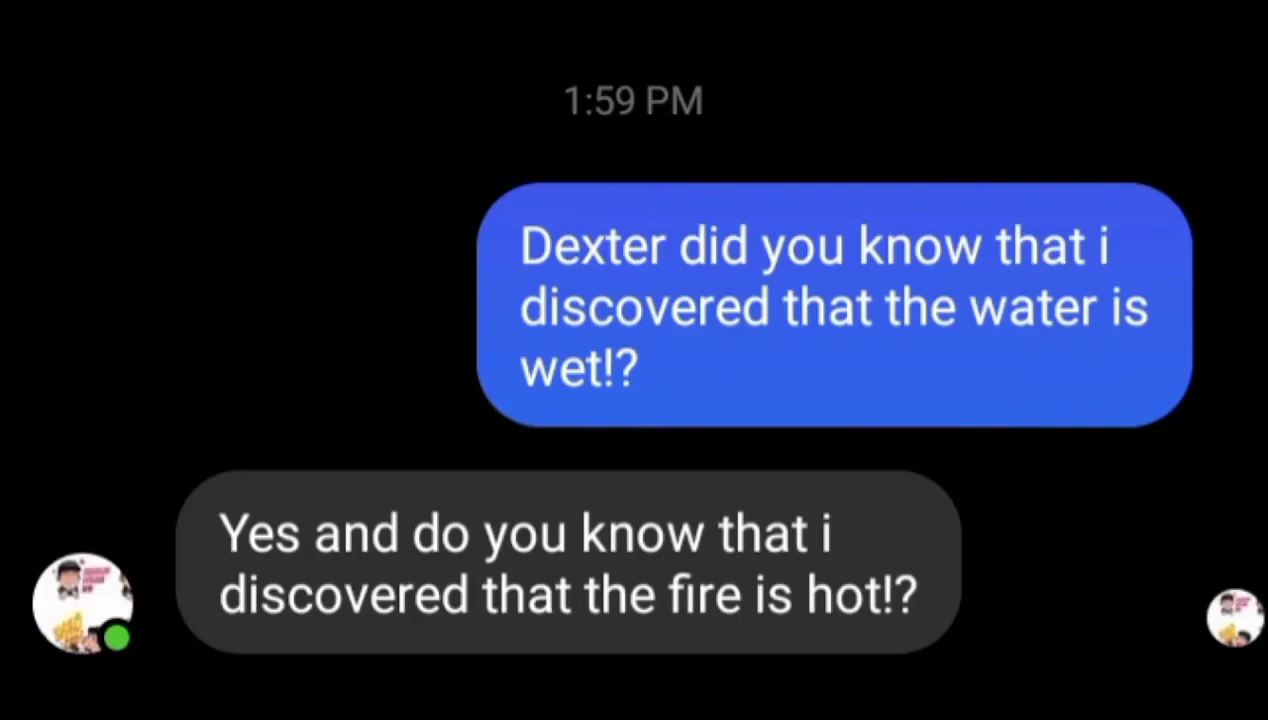 1:59 PM
Dexter did you know that i
discovered that the water is
wet!?
Yes and do you know that i
discovered that the fire is hot!?